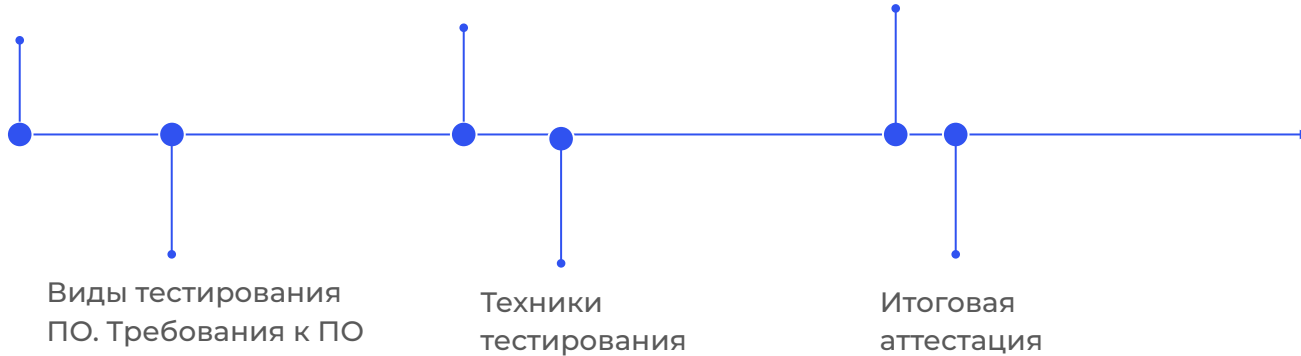 Виды тестирования
ПО. Требования к ПО
Техники
тестирования
Итоговая
аттестация